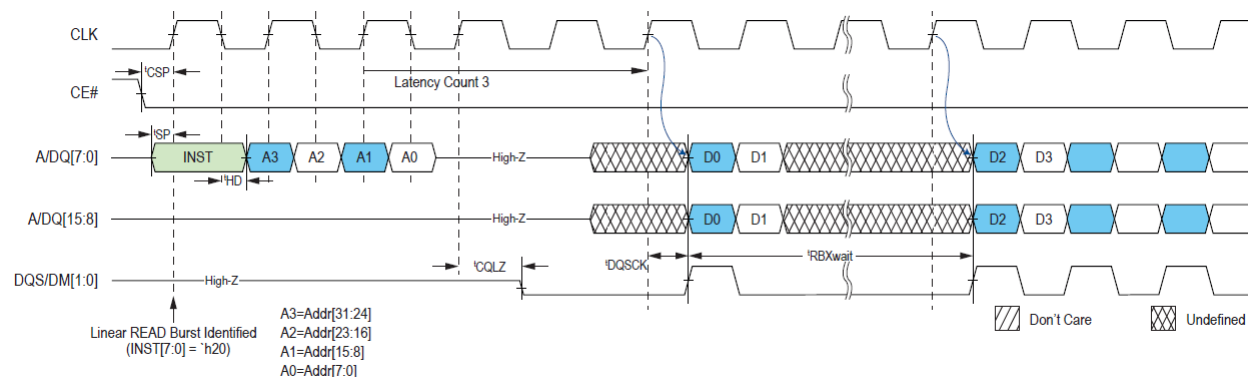 CLK
Latency Count 3
tCSP
CE#
tSP
A/DQ[7:0] INST A3 A2 A1 A0 High-Z D0 D1 D2 D3
tHD
A/DQ[15:8] High-Z D0 D1 D2 D3
tCQLZ tDQSCK tRBXwait
DQS/DM[1:0] High-Z
Linear READ Burst Identified
(INST[7:0] = `h20)
A3=Addr[31:24]
A2=Addr[23:16]
A1=Addr[15:8]
A0=Addr[7:0]
Don't Care Undefined